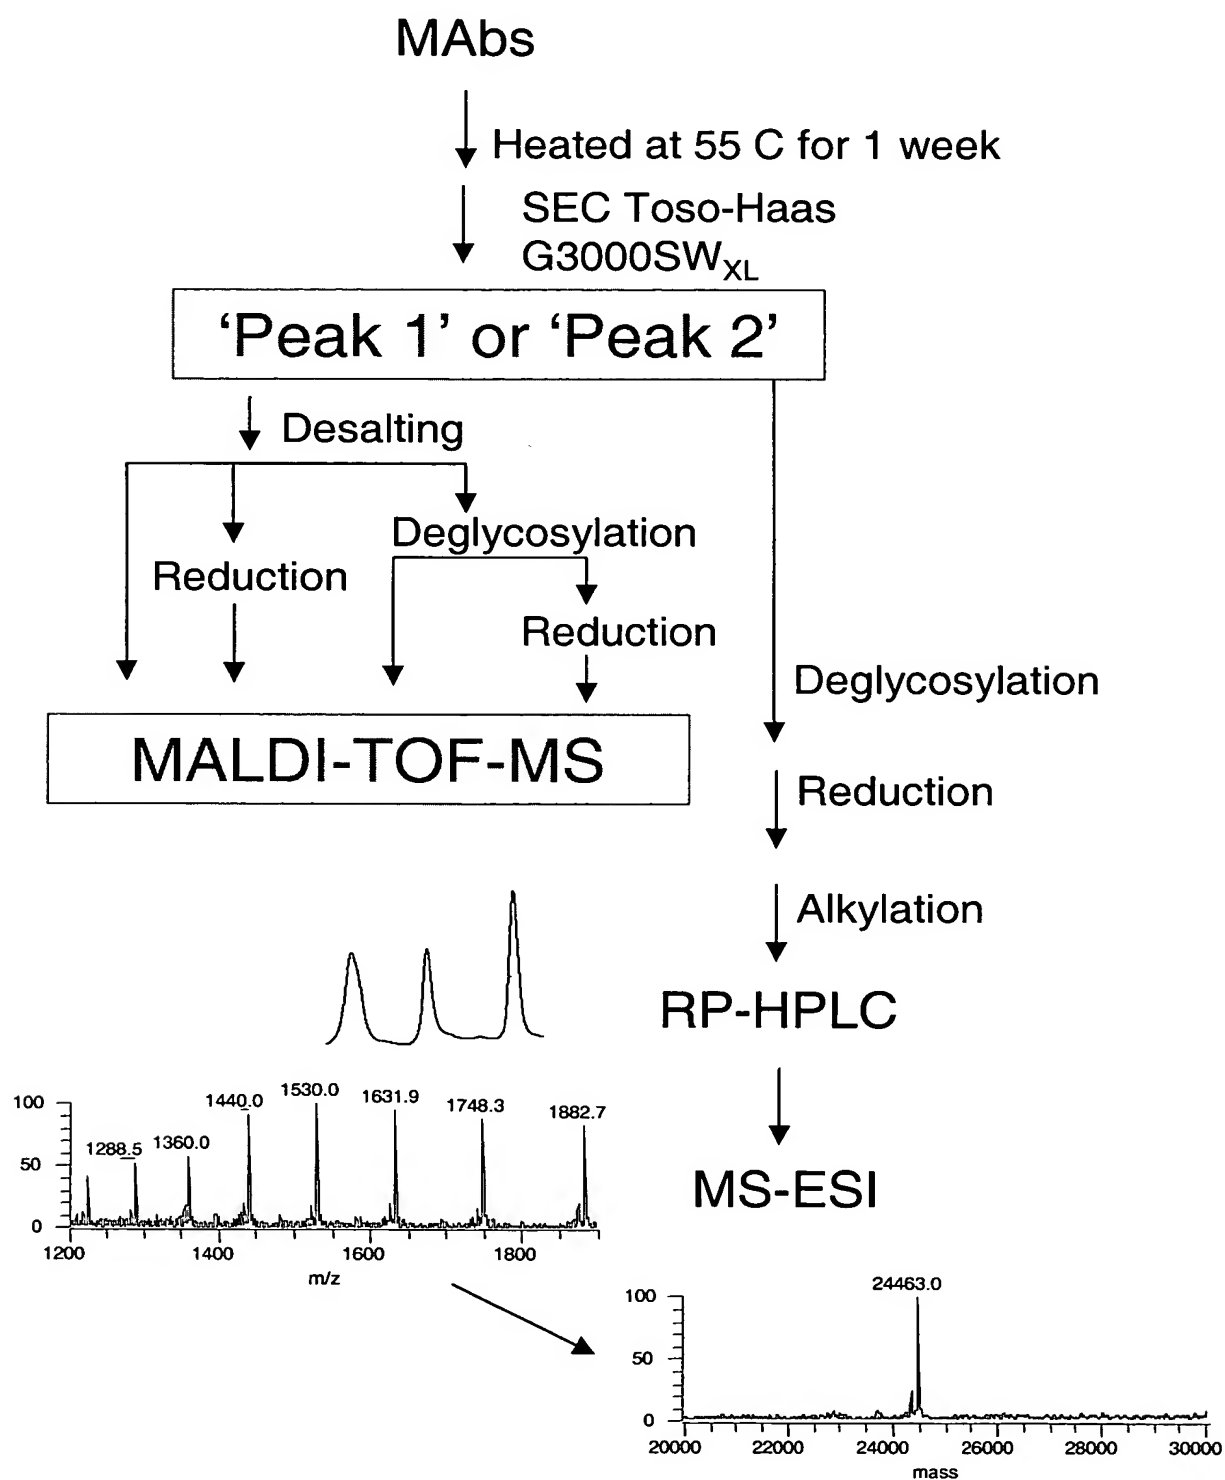 MAbs
Heated at 55 C for 1 week
SEC Toso-Haas
G3000SWXL
‘Peak 1’ or ‘Peak 2’
Desalting
Deglycosylation
Reduction
Reduction
Deglycosylation
MALDI-TOF-MS
Reduction
Alkylation
RP-HPLC
MS-ESI
100
50
0
1288.5
1360.0
1440.0
1530.0
1631.9
1748.3
1882.7
1200
1400
1600
1800
m/z
24463.0
100
50
0
20000
22000
24000
26000
28000
30000
mass